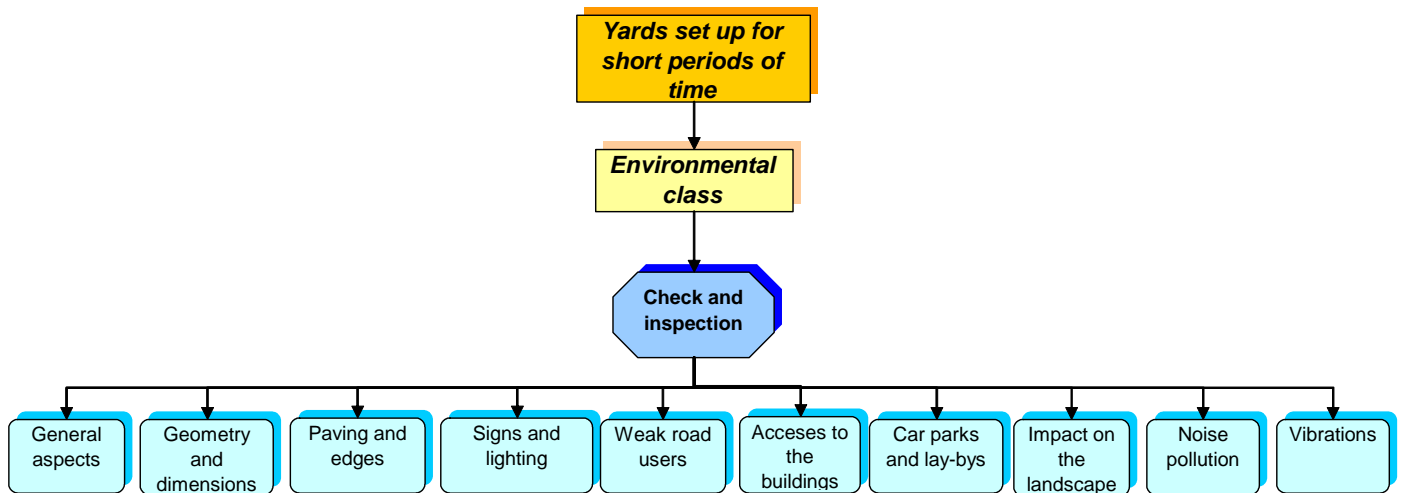 Yards set up for
short periods of
time
Environmental
class
Check and
inspection
General
aspects
Geometry
and
dimensions
Paving and
edges
Signs and
lighting
Weak road
users
Acceses to
the
buildings
Car parks
and lay-bys
Impact on
the
landscape
Noise
pollution
Vibrations